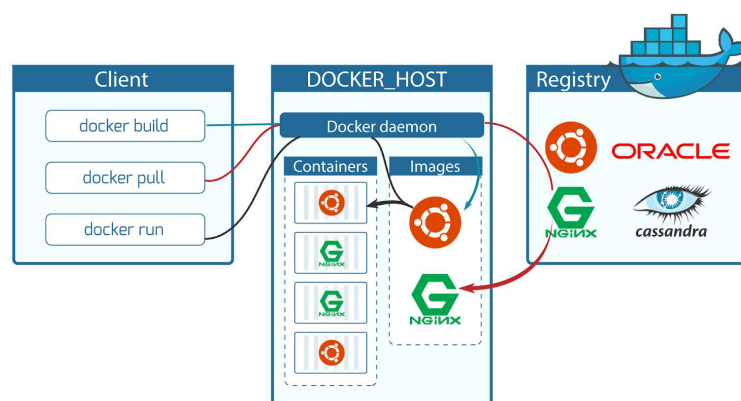 Client
docker build
docker pull
docker run
DOCKER_HOST
Docker daemon
Containers
NGiNX
NGiNX
Images
NGiNX
Registry
ORACLE
NGiNX
cassandra